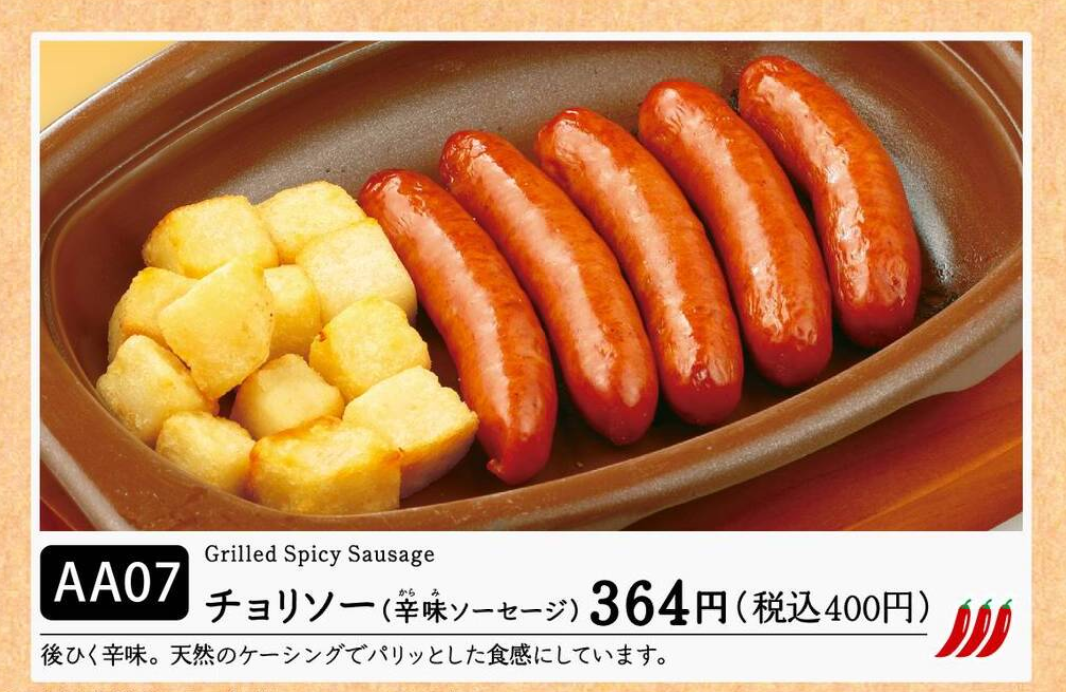 AA07
Grilled Spicy Sausage
チョリソー(辛味ソーセージ) 364円(税込400円)
からみ
後ひく辛味。天然のケーシングでパリッとした食感にしています。